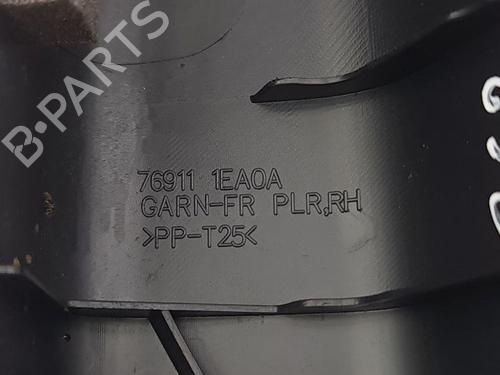 B-PARTS
76911 1EA0A
GARN-FR PLR,RH
>PP-T25<